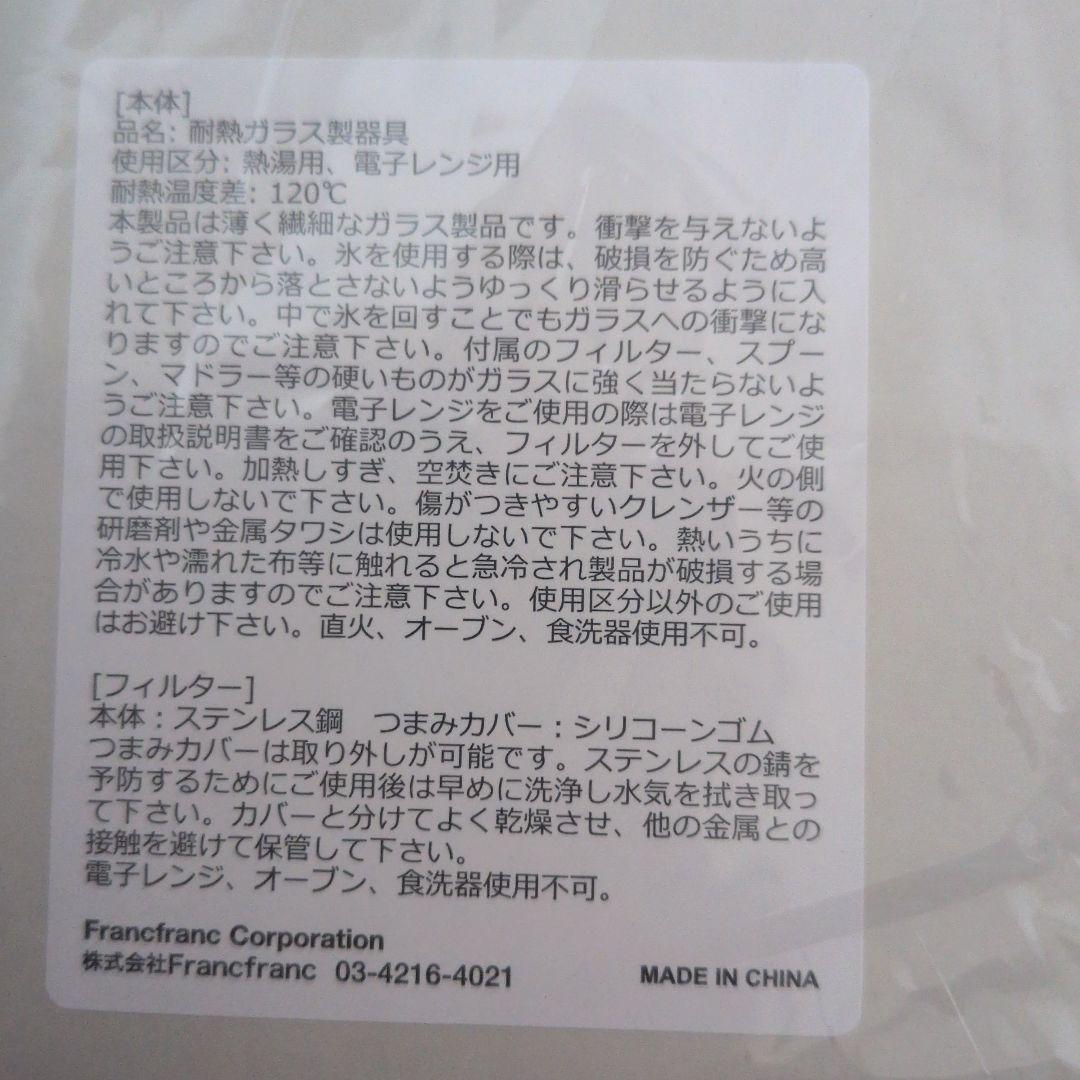 [本体]
品名: 耐熱ガラス製器具
使用区分: 熱湯用、電子レンジ用
耐熱温度差: 120℃
本製品は薄く繊細なガラス製品です。衝撃を与えないよ
うご注意下さい。氷を使用する際は、破損を防ぐため高
いところから落とさないようゆっくり滑らせるように入
れて下さい。中で氷を回すことでもガラスへの衝撃にな
りますのでご注意下さい。付属のフィルター、スプー
ン、マドラー等の硬いものがガラスに強く当たらないよ
うご注意下さい。電子レンジをご使用の際は電子レンジ
の取扱説明書をご確認のうえ、フィルターを外してご使
用下さい。加熱しすぎ、空焚きにご注意下さい。火の側
で使用しないで下さい。傷がつきやすいクレンザー等の
研磨剤や金属タワシは使用しないで下さい。熱いうちに
冷水や濡れた布等に触れると急冷され製品が破損する場
合がありますのでご注意下さい。使用区分以外のご使用
はお避け下さい。直火、オーブン、食洗器使用不可。
[フィルター]
本体：ステンレス鋼　つまみカバー：シリコーンゴム
つまみカバーは取り外しが可能です。ステンレスの錆を
予防するためにご使用後は早めに洗浄し水気を拭き取っ
て下さい。カバーと分けてよく乾燥させ、他の金属との
接触を避けて保管して下さい。
電子レンジ、オーブン、食洗器使用不可。
Francfranc Corporation
株式会社Francfranc 03-4216-4021
MADE IN CHINA